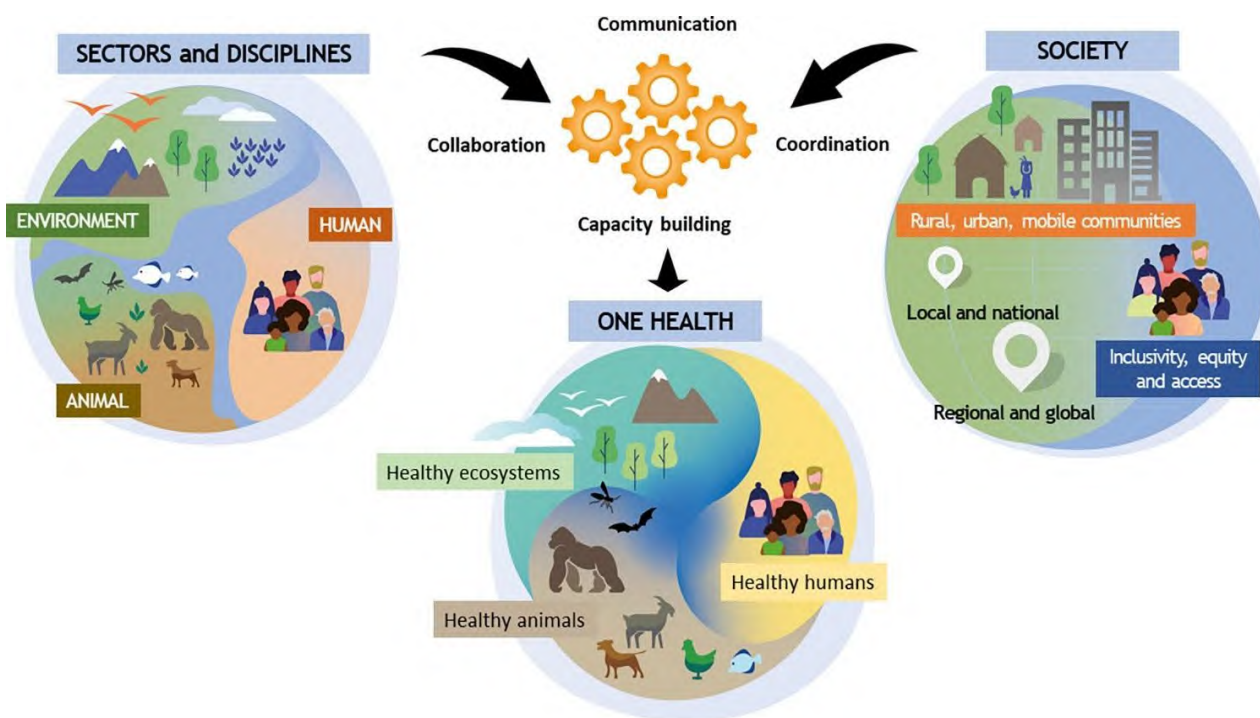 SECTORS and DISCIPLINES
ENVIRONMENT
HUMAN
ANIMAL
Communication
Collaboration
Coordination
Capacity building
SOCIETY
Rural, urban, mobile communities
Local and national
Inclusivity, equity
and access
Regional and global
ONE HEALTH
Healthy ecosystems
Healthy humans
Healthy animals